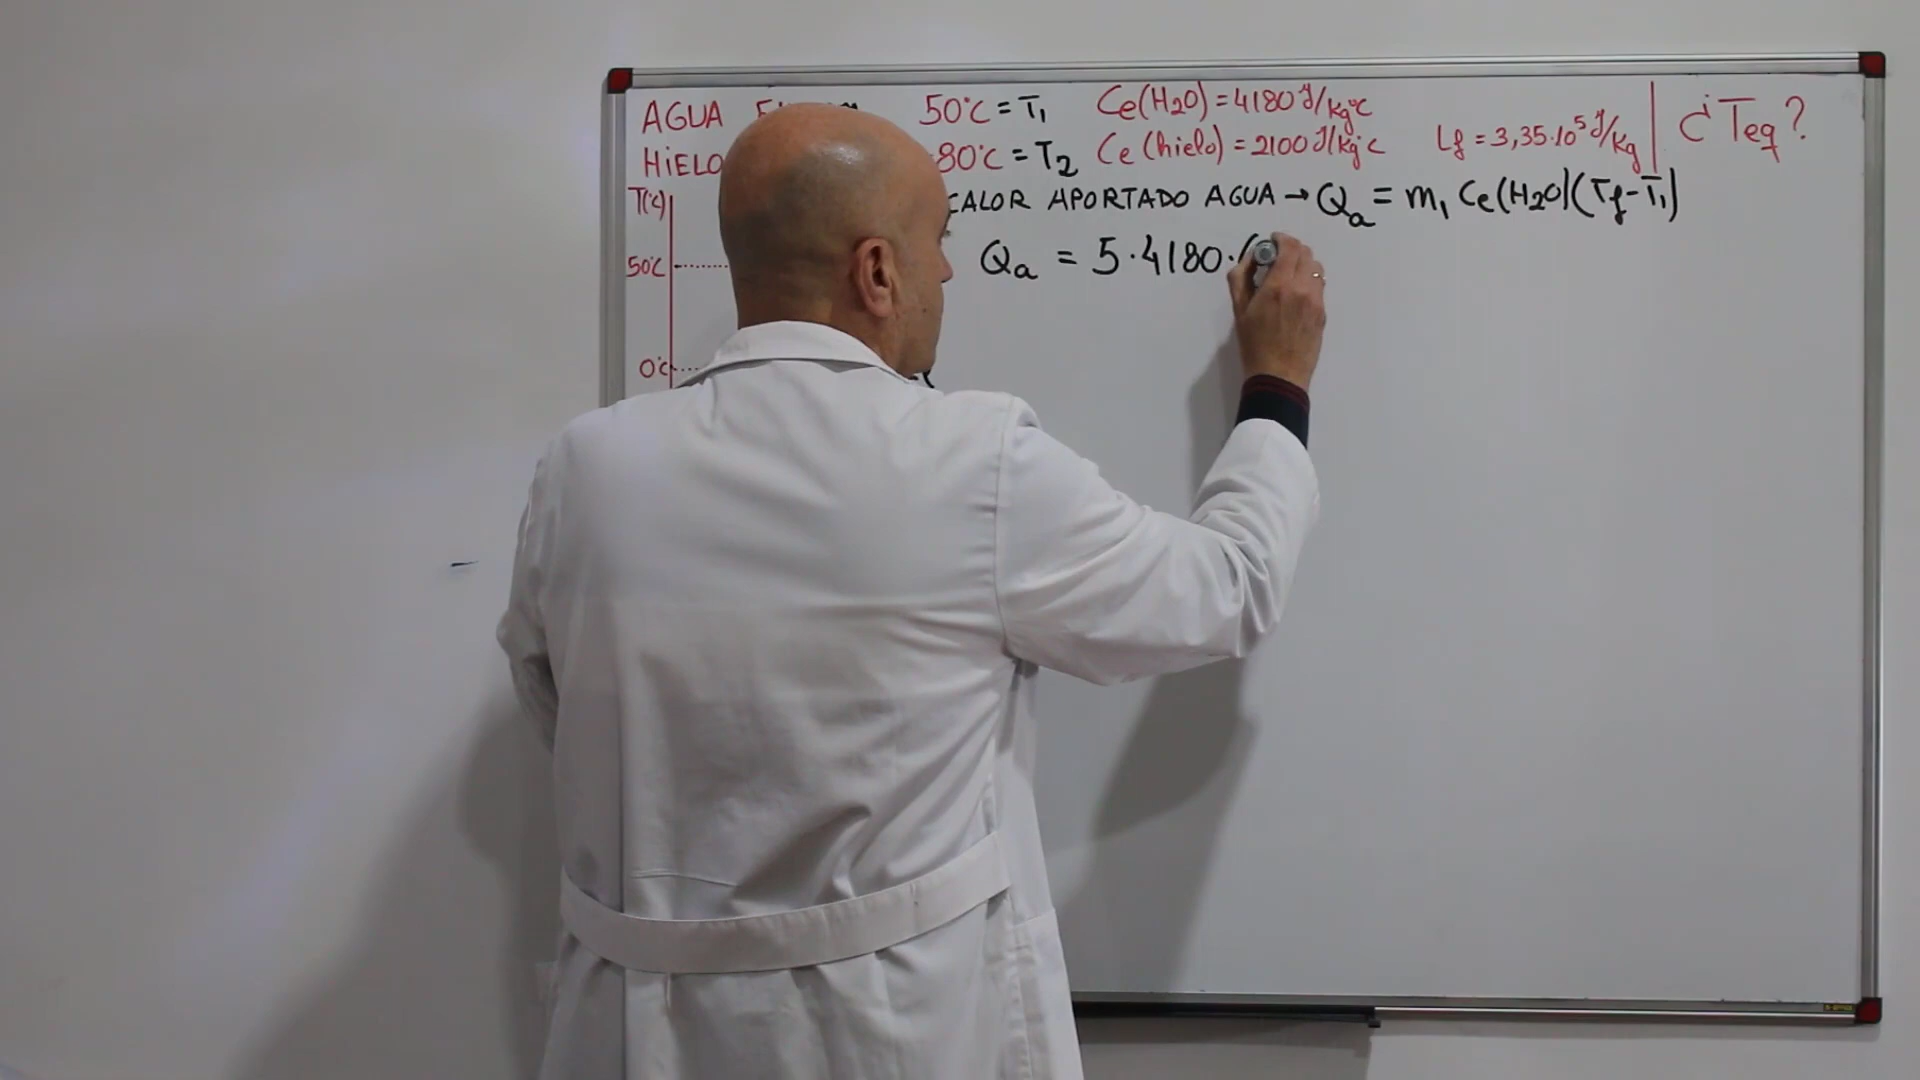 AGUA 50°C = T₁ Ce(H₂O) = 4180 J/kg°C
HiELO 80°C = T₂ Ce (hielo) = 2100 J/kg°C Lf = 3,35·10⁵ J/kg ¿Teq?
T(°C) CALOR APORTADO AGUA → Qa = m₁ Ce(H₂O)(Tf-T₁)
50°C Qa = 5·4180·(
0°C